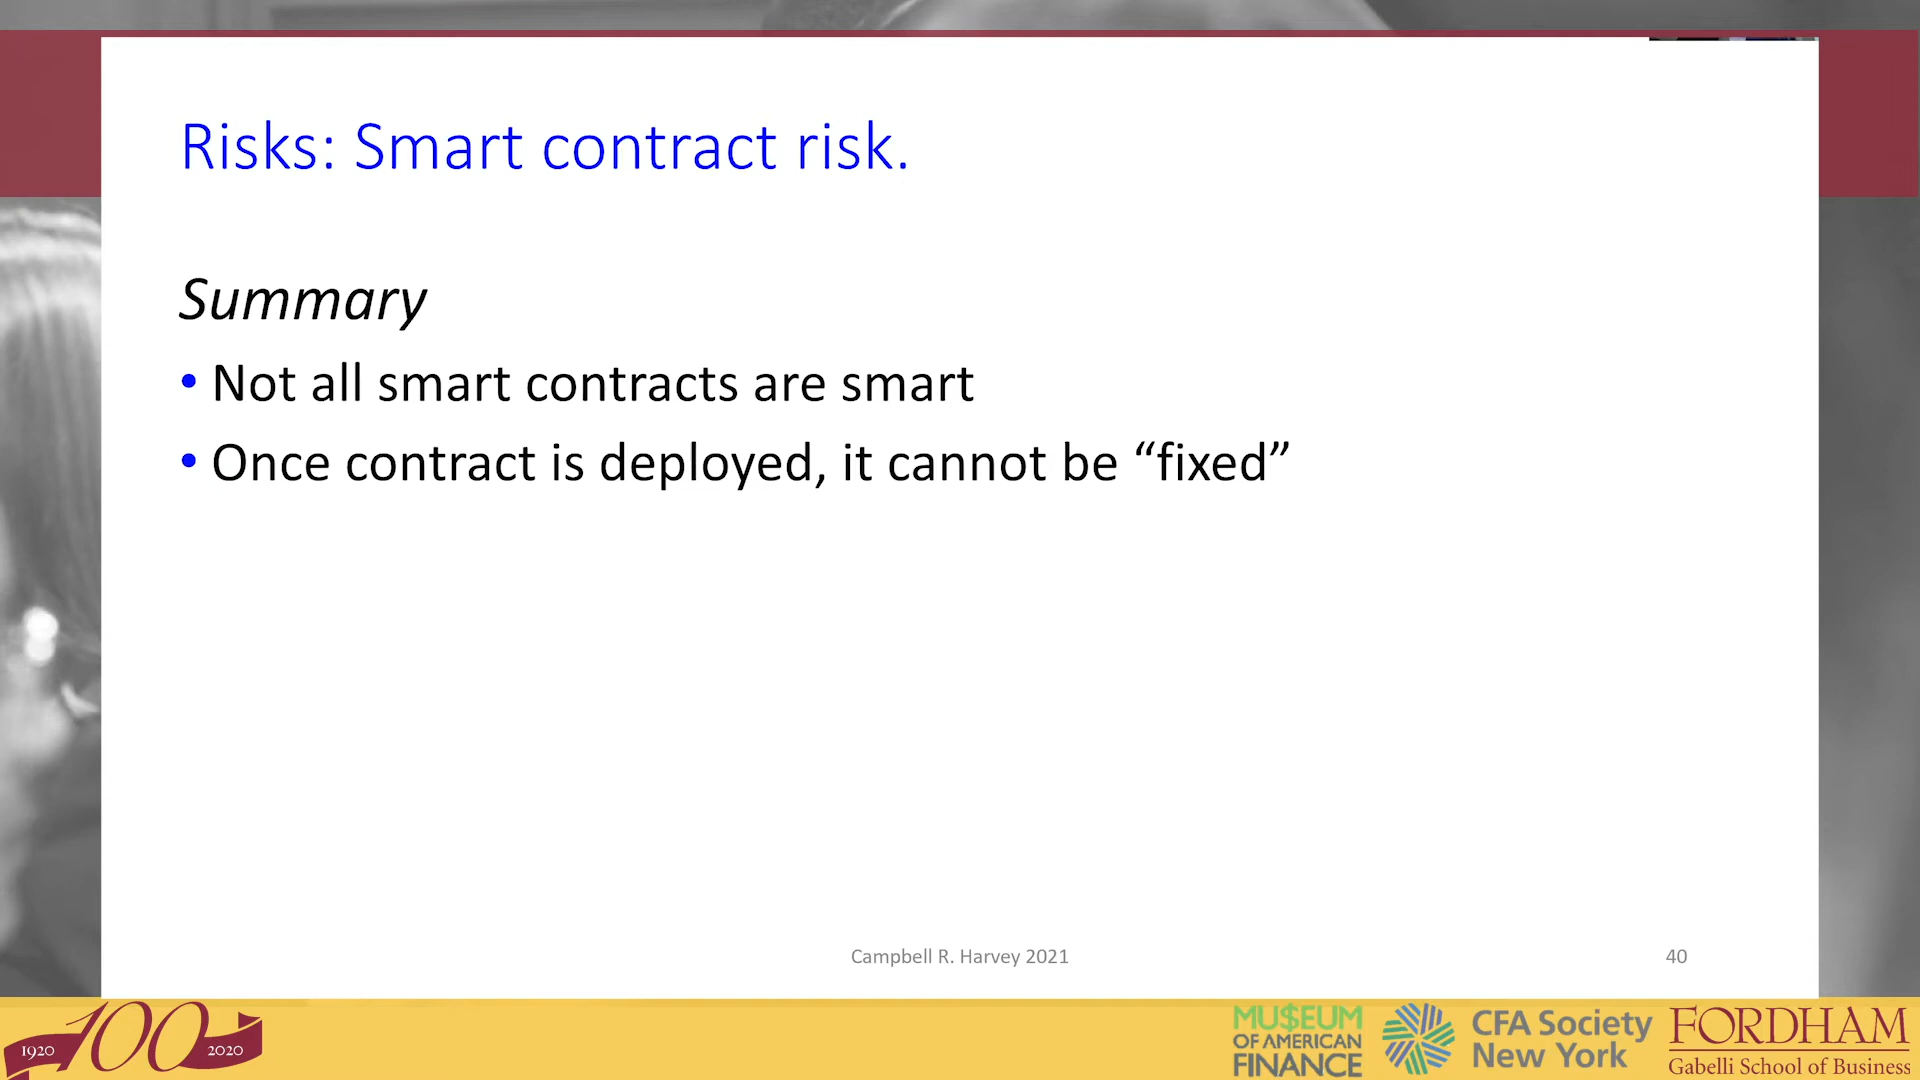 Risks: Smart contract risk.
Summary
• Not all smart contracts are smart
• Once contract is deployed, it cannot be “fixed”
Campbell R. Harvey 2021
40
1920 100 2020
MU$EUM
OF AMERICAN
FINANCE
CFA Society
New York
FORDHAM
Gabelli School of Business